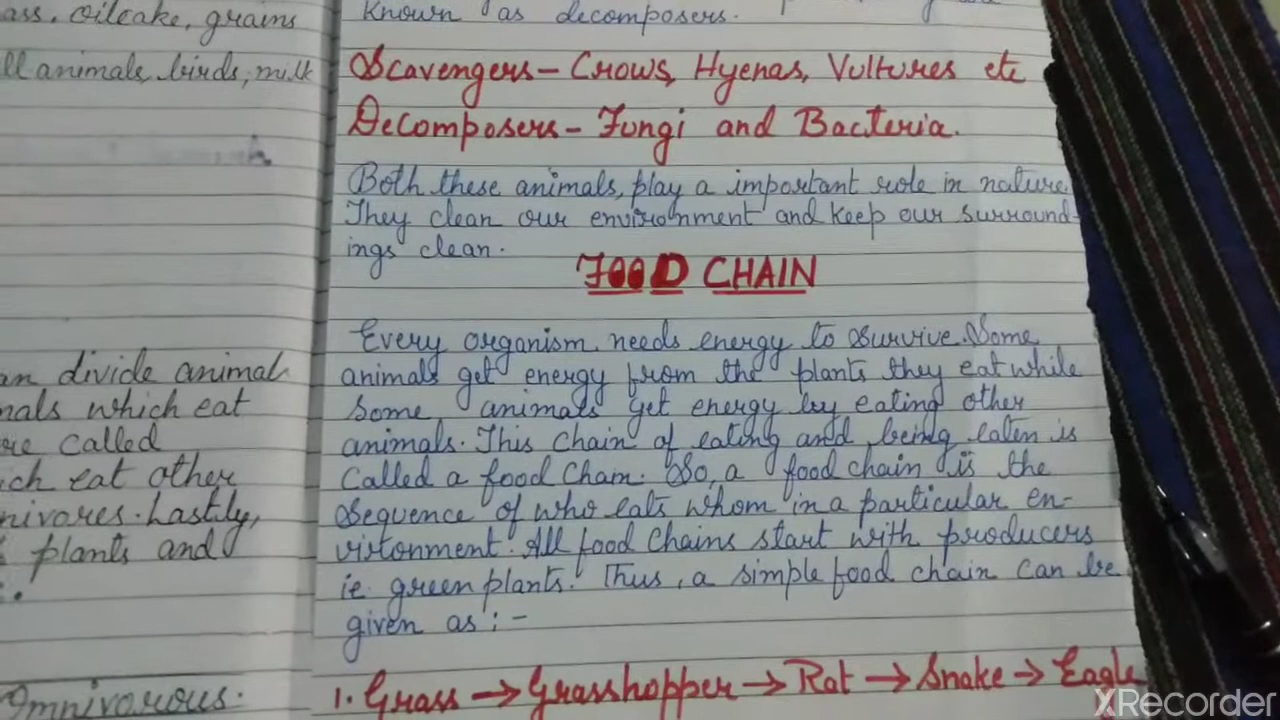 ass, oilcake, grains
ll animals, birds, milk
an divide animal
mals which eat
re called
ich eat other
nivores. Lastly,
plants and
Omnivorous.
Known as decomposers.
Scavengers – Crows, Hyenas, Vultures etc
Decomposers – Fungi and Bacteria.
Both these animals, play a important role in nature
They clean our environment and keep our surround-
ings clean.
FOOD CHAIN
Every organism needs energy to survive. Some
animals get energy from the plants they eat while
some animals get energy by eating other
animals. This chain of eating and being eaten is
called a food chain. So, a food chain is the
sequence of who eats whom in a particular en-
vironment. All food chains start with producers
ie. green plants. Thus, a simple food chain can be
given as : -
1. Grass → Grasshopper → Rat → Snake → Eagle
XRecorder